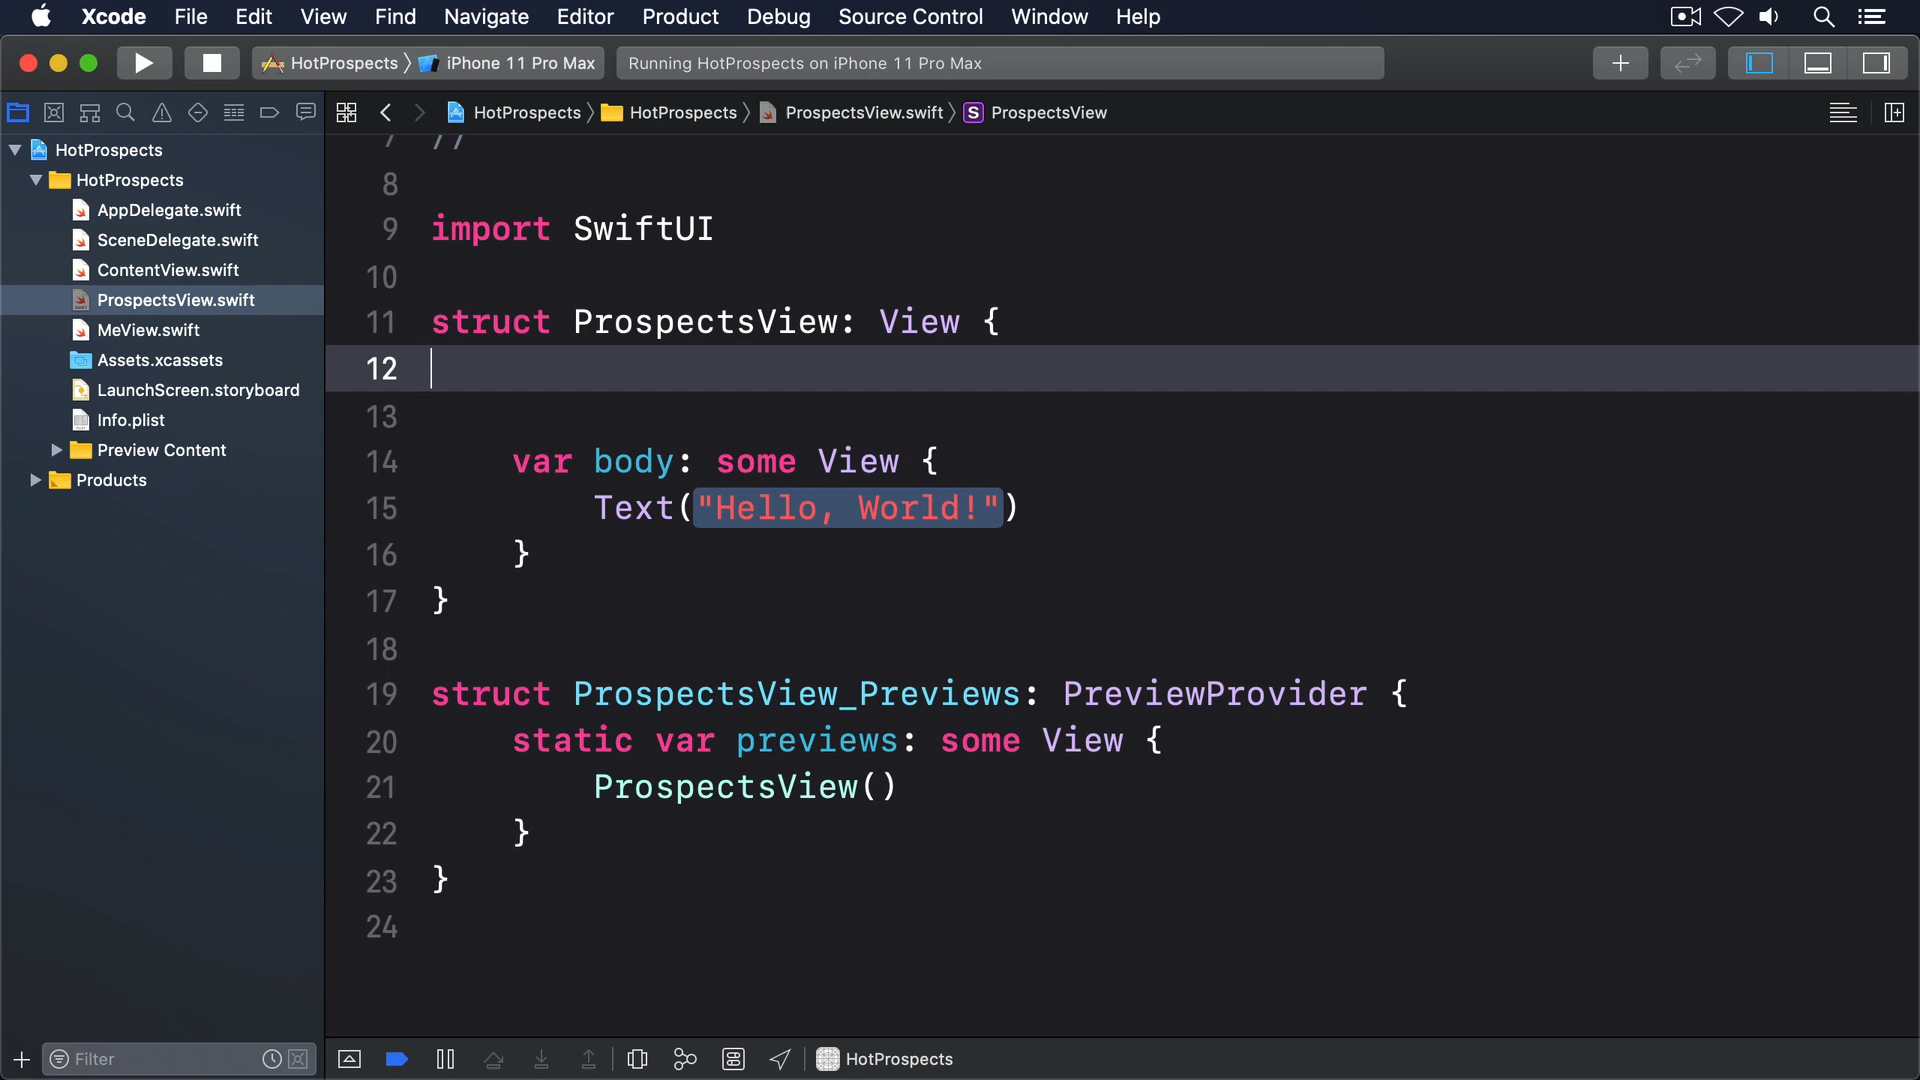 Xcode File Edit View Find Navigate Editor Product Debug Source Control Window Help
HotProspects iPhone 11 Pro Max Running HotProspects on iPhone 11 Pro Max
HotProspects HotProspects ProspectsView.swift S ProspectsView
HotProspects
HotProspects
AppDelegate.swift
SceneDelegate.swift
ContentView.swift
ProspectsView.swift
MeView.swift
Assets.xcassets
LaunchScreen.storyboard
Info.plist
Preview Content
Products
Filter
7 //
8
9 import SwiftUI
10
11 struct ProspectsView: View {
12
13
14 var body: some View {
15 Text("Hello, World!")
16 }
17 }
18
19 struct ProspectsView_Previews: PreviewProvider {
20 static var previews: some View {
21 ProspectsView()
22 }
23 }
24
HotProspects